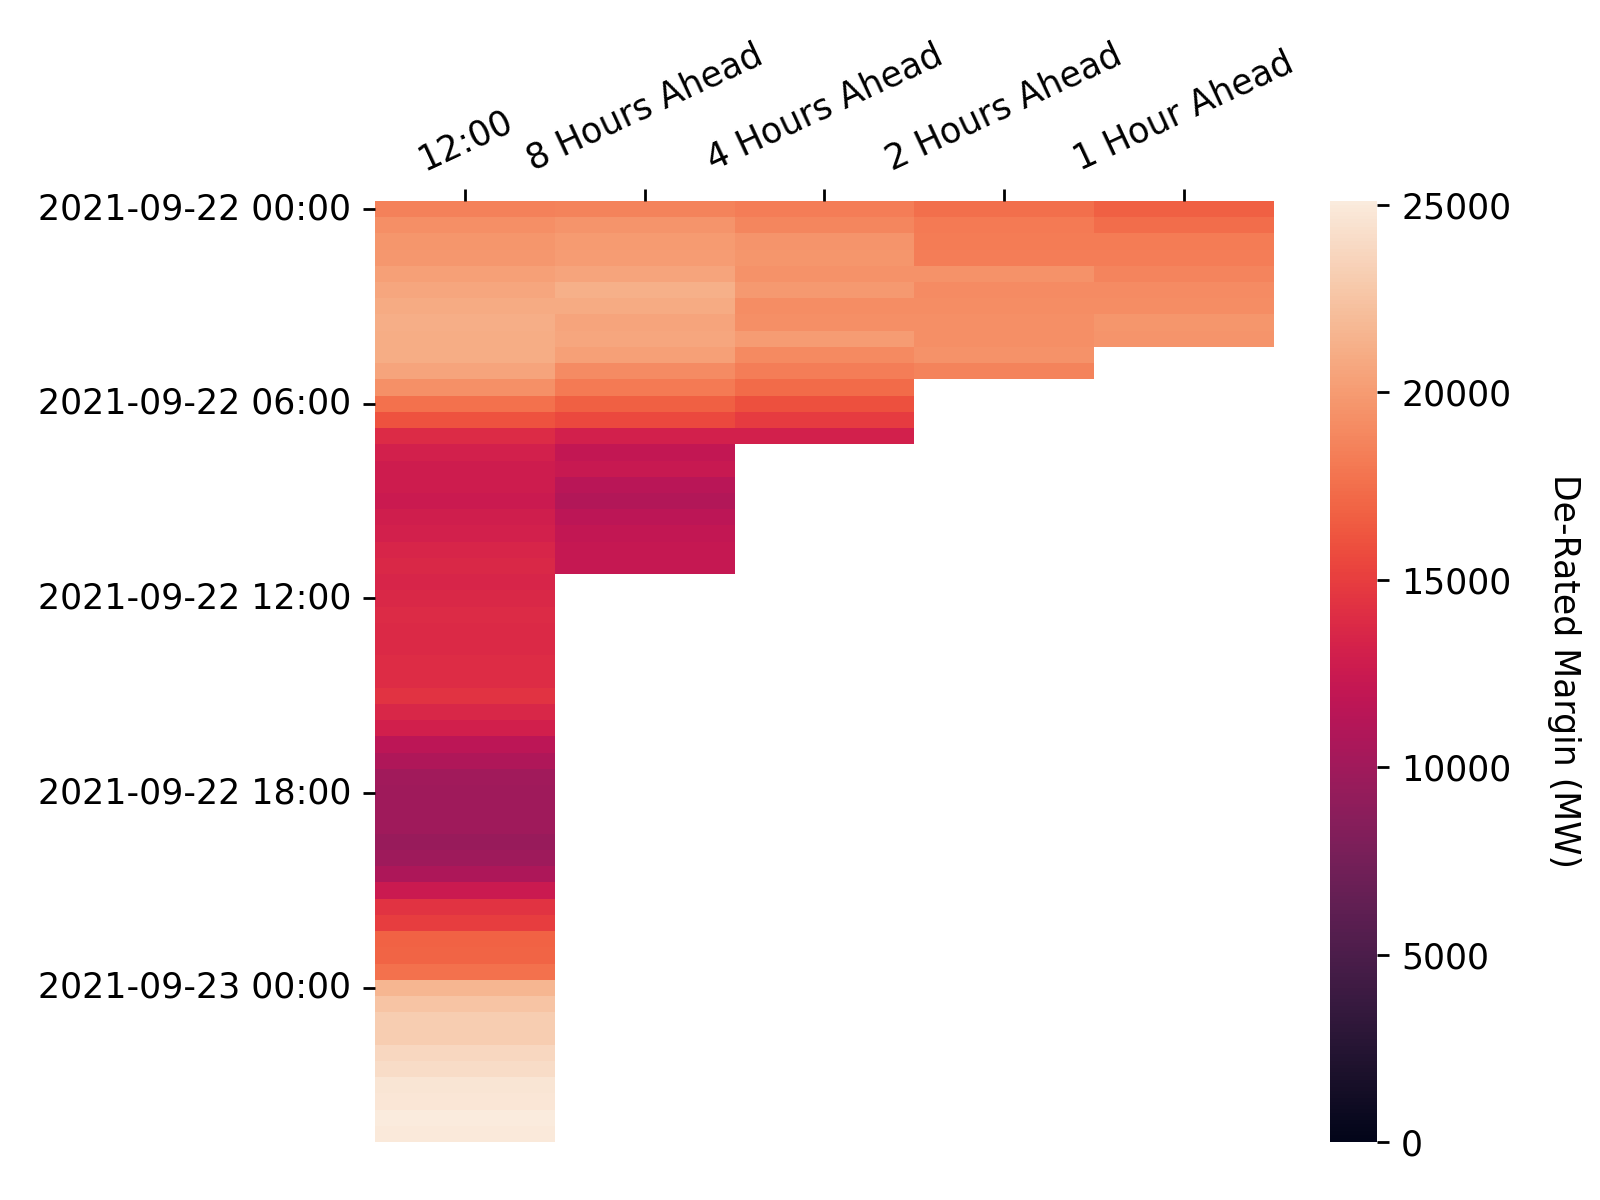 12:00
8 Hours Ahead
4 Hours Ahead
2 Hours Ahead
1 Hour Ahead
2021-09-22 00:00
2021-09-22 06:00
2021-09-22 12:00
2021-09-22 18:00
2021-09-23 00:00
25000
20000
15000
10000
5000
0
De-Rated Margin (MW)